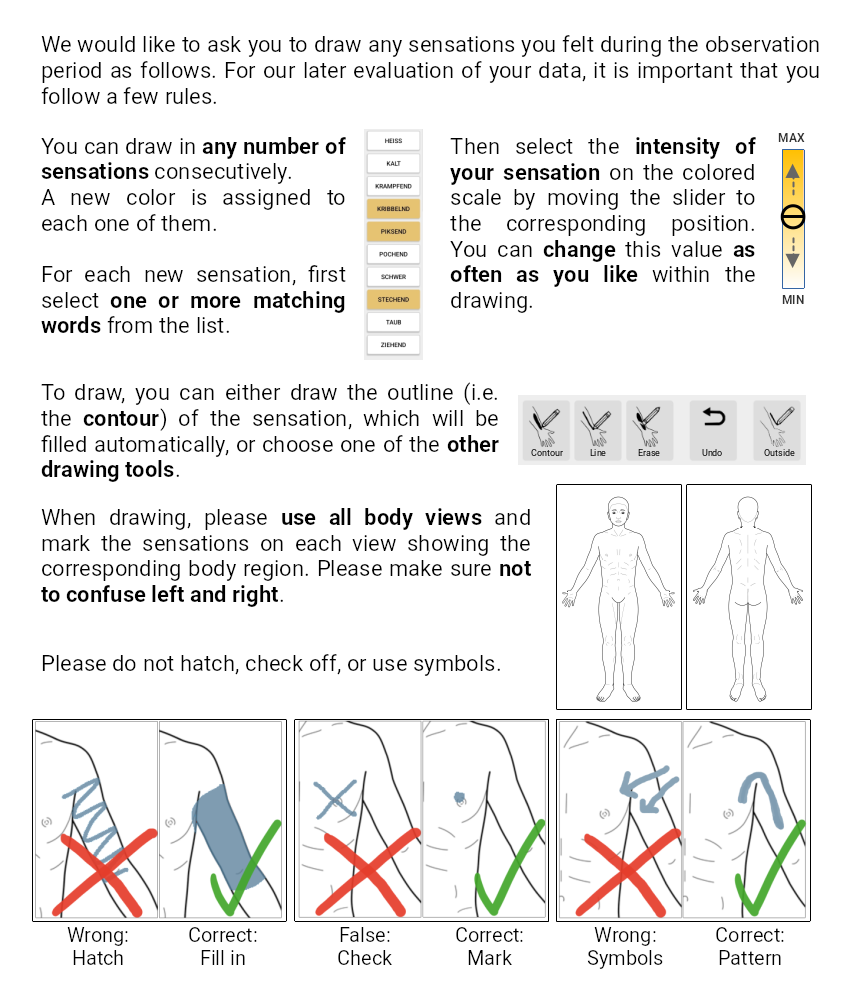 We would like to ask you to draw any sensations you felt during the observation
period as follows. For our later evaluation of your data, it is important that you
follow a few rules.
You can draw in any number of
sensations consecutively.
A new color is assigned to
each one of them.
For each new sensation, first
select one or more matching
words from the list.
HEISS
KALT
KRAMPFEND
KRIBBELND
PIKSEND
POCHEND
SCHWER
STECHEND
TAUB
ZIEHEND
Then select the intensity of
your sensation on the colored
scale by moving the slider to
the corresponding position.
You can change this value as
often as you like within the
drawing.
MAX
MIN
To draw, you can either draw the outline (i.e.
the contour) of the sensation, which will be
filled automatically, or choose one of the other
drawing tools.
Contour Line Erase Undo Outside
When drawing, please use all body views and
mark the sensations on each view showing the
corresponding body region. Please make sure not
to confuse left and right.
Please do not hatch, check off, or use symbols.
Wrong:
Hatch
Correct:
Fill in
False:
Check
Correct:
Mark
Wrong:
Symbols
Correct:
Pattern